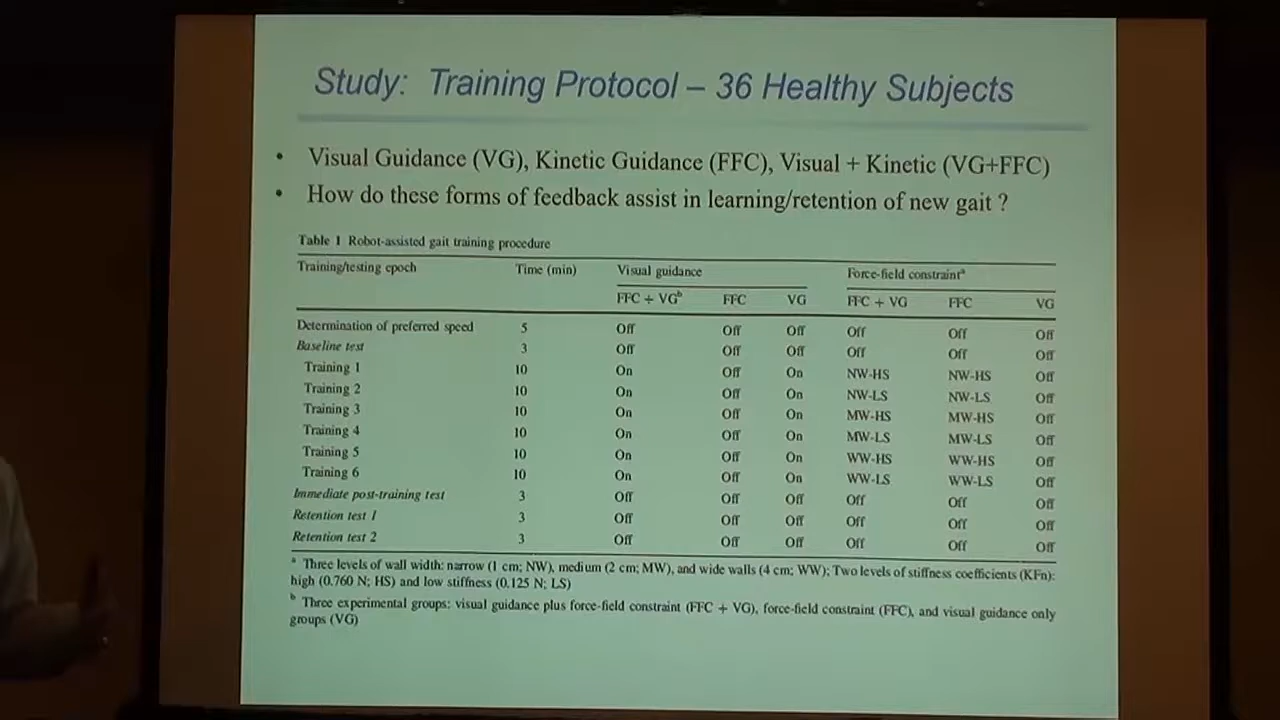 Study: Training Protocol – 36 Healthy Subjects
• Visual Guidance (VG), Kinetic Guidance (FFC), Visual + Kinetic (VG+FFC)
• How do these forms of feedback assist in learning/retention of new gait ?
Table 1 Robot-assisted gait training procedure
Training/testing epoch Time (min) Visual guidance Force-field constraintᵃ
FFC + VGᵇ FFC VG FFC + VG FFC VG
Determination of preferred speed 5 Off Off Off Off Off Off
Baseline test 3 Off Off Off Off Off Off
Training 1 10 On Off On NW-HS NW-HS Off
Training 2 10 On Off On NW-LS NW-LS Off
Training 3 10 On Off On MW-HS MW-HS Off
Training 4 10 On Off On MW-LS MW-LS Off
Training 5 10 On Off On WW-HS WW-HS Off
Training 6 10 On Off On WW-LS WW-LS Off
Immediate post-training test 3 Off Off Off Off Off Off
Retention test 1 3 Off Off Off Off Off Off
Retention test 2 3 Off Off Off Off Off Off
ᵃ Three levels of wall width: narrow (1 cm; NW), medium (2 cm; MW), and wide walls (4 cm; WW); Two levels of stiffness coefficients (KFn):
high (0.760 N; HS) and low stiffness (0.125 N; LS)
ᵇ Three experimental groups: visual guidance plus force-field constraint (FFC + VG), force-field constraint (FFC), and visual guidance only
groups (VG)